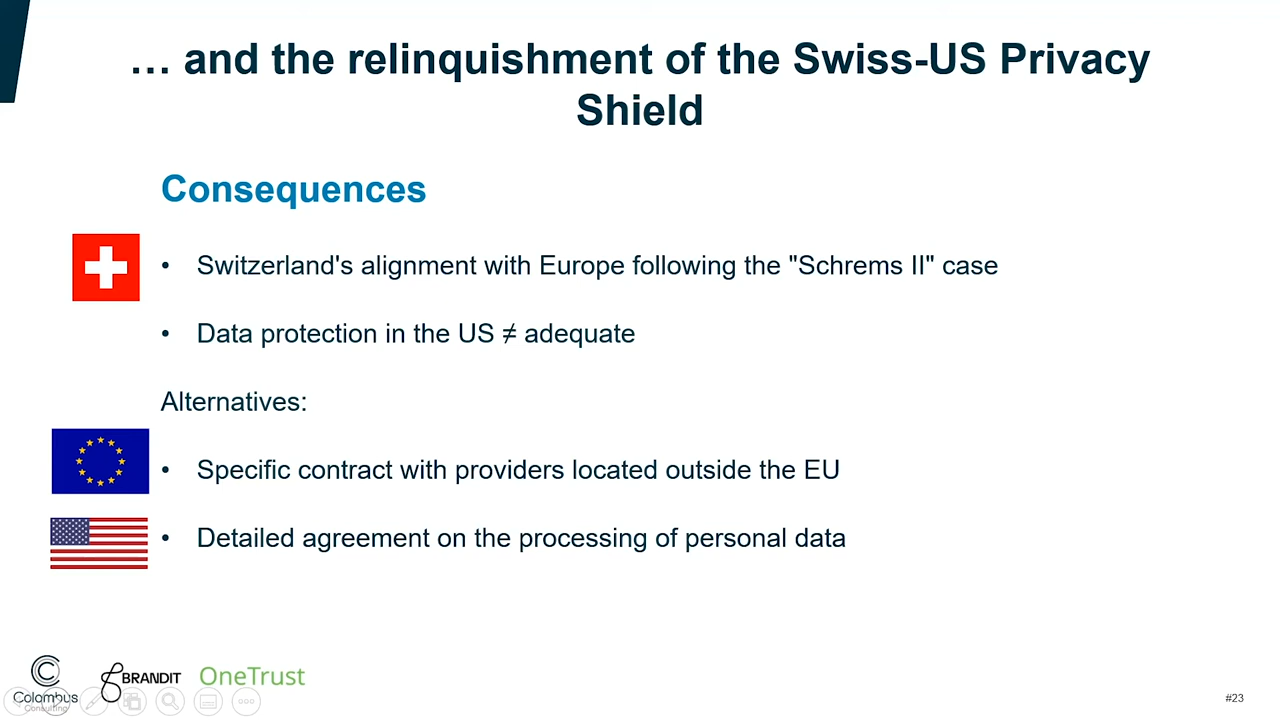 … and the relinquishment of the Swiss-US Privacy
Shield
Consequences
• Switzerland's alignment with Europe following the "Schrems II" case
• Data protection in the US ≠ adequate
Alternatives:
• Specific contract with providers located outside the EU
• Detailed agreement on the processing of personal data
Colombus
Consulting
BRANDIT
OneTrust
#23